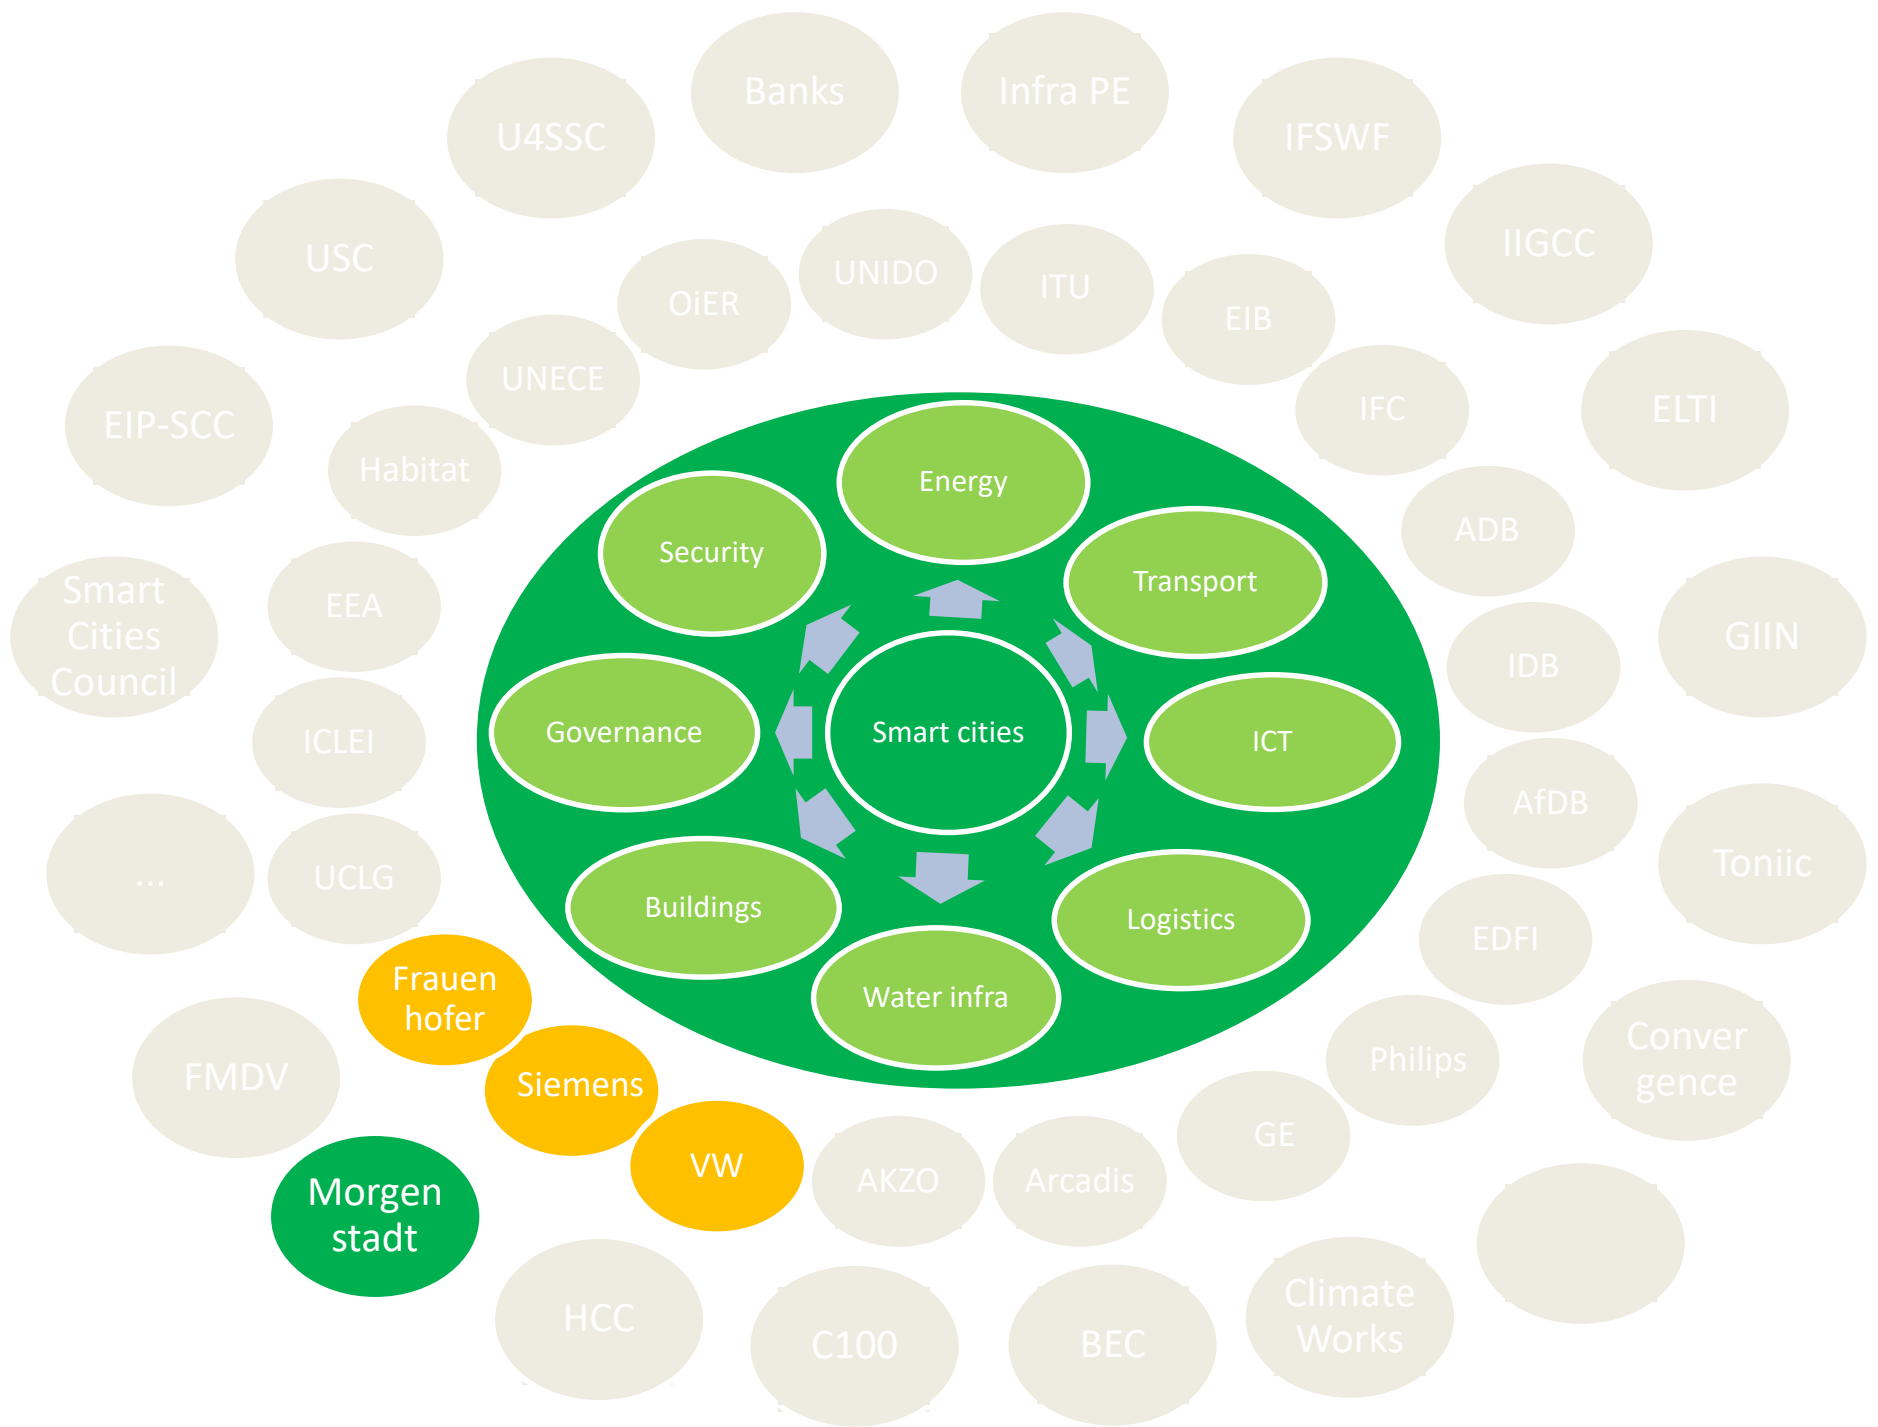 Banks
Infra PE
U4SSC
IFSWF
USC
IIGCC
UNIDO
ITU
OiER
EIB
UNECE
IFC
EIP-SCC
ELTI
Habitat
Energy
ADB
Security
Transport
Smart
Cities
Council
EEA
GIIN
IDB
ICLEI
Governance
Smart cities
ICT
AfDB
...
UCLG
Toniic
Buildings
Logistics
EDFI
Frauen
hofer
Water infra
Conver
gence
Philips
FMDV
Siemens
GE
VW
AKZO
Arcadis
Morgen
stadt
HCC
C100
BEC
Climate
Works